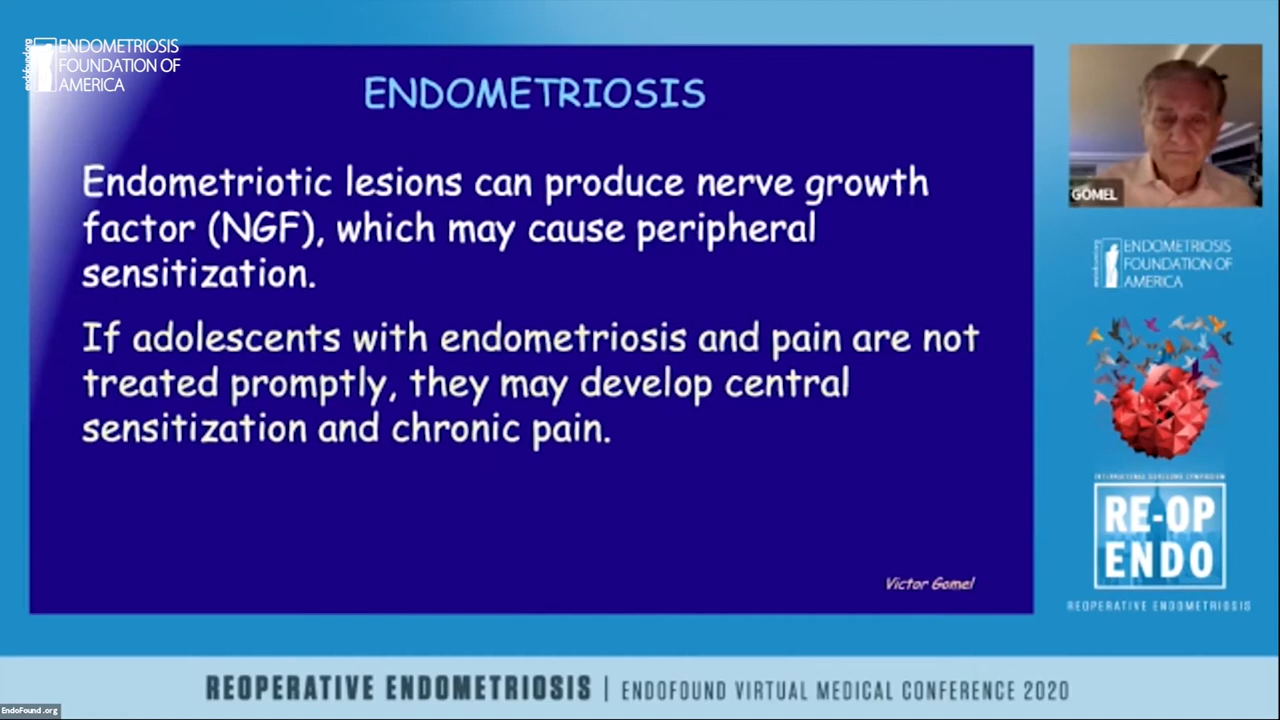 ENDOMETRIOSIS
FOUNDATION OF
AMERICA
endofound.org
ENDOMETRIOSIS
Endometriotic lesions can produce nerve growth
factor (NGF), which may cause peripheral
sensitization.
If adolescents with endometriosis and pain are not
treated promptly, they may develop central
sensitization and chronic pain.
Victor Gomel
GOMEL
ENDOMETRIOSIS
FOUNDATION OF
AMERICA
RE-OP
ENDO
REOPERATIVE ENDOMETRIOSIS
REOPERATIVE ENDOMETRIOSIS | ENDOFOUND VIRTUAL MEDICAL CONFERENCE 2020
EndoFound.org